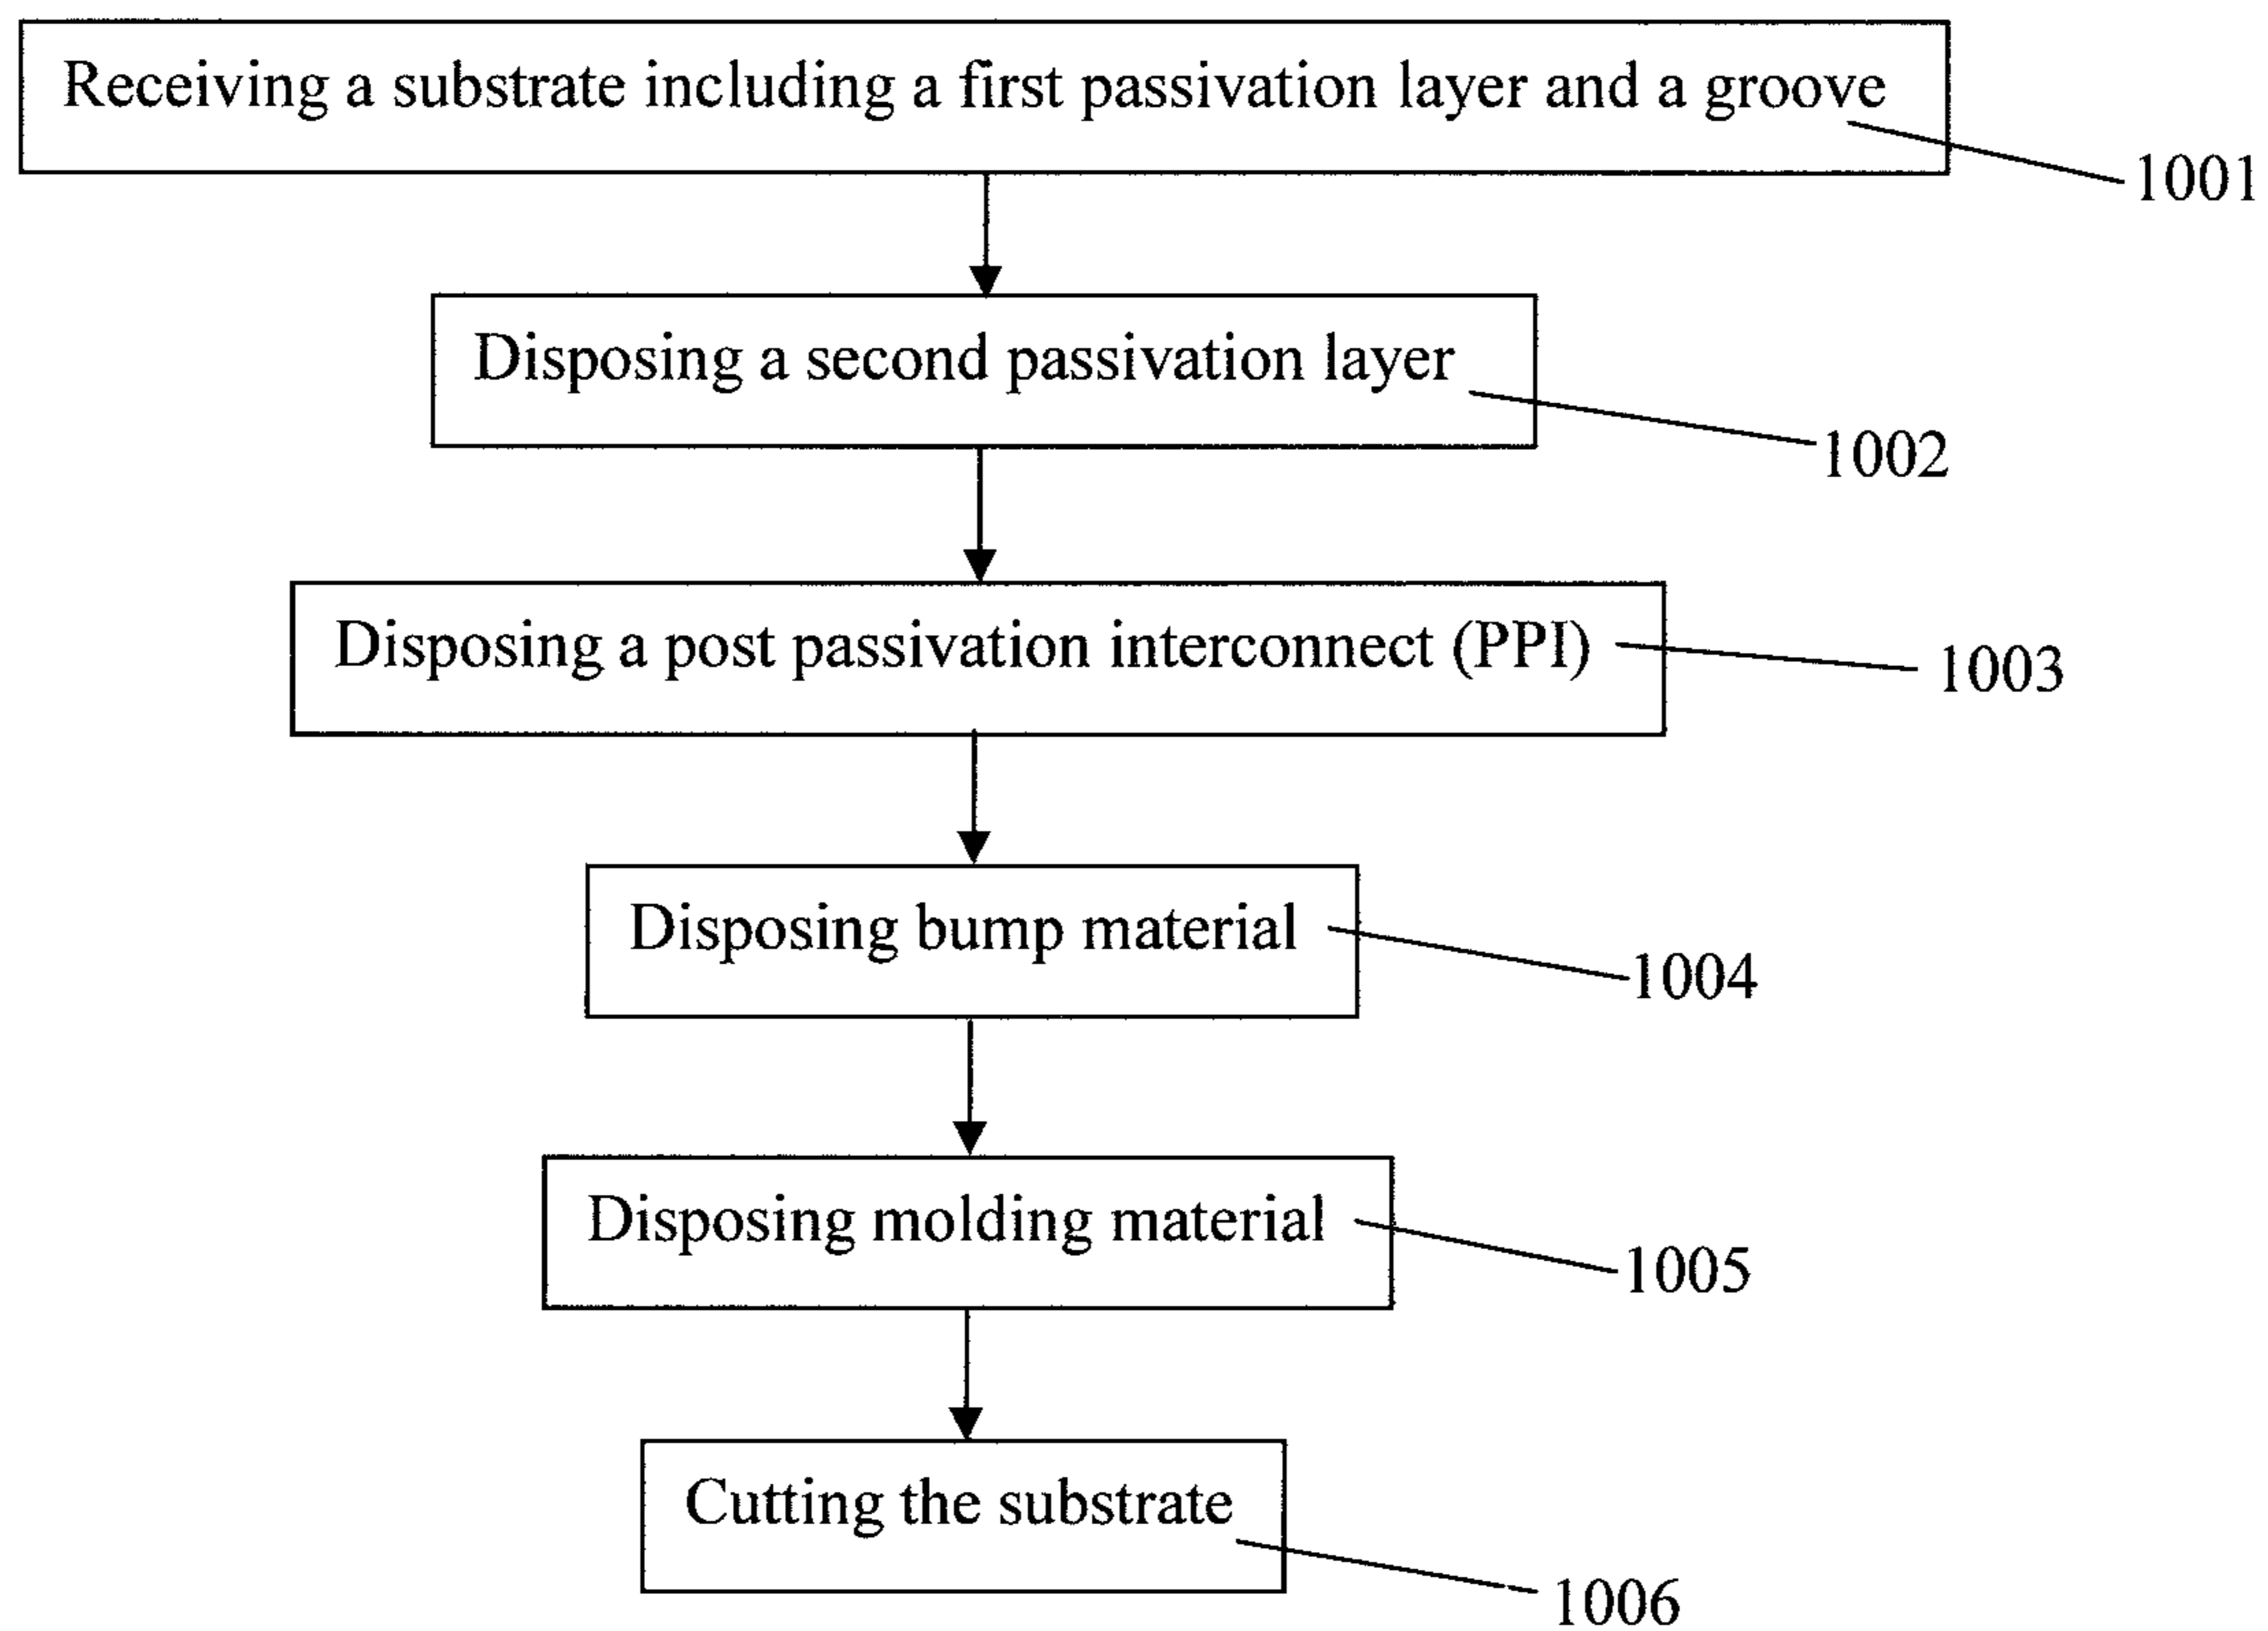 Receiving a substrate including a first passivation layer and a groove
1001
Disposing a second passivation layer
1002
Disposing a post passivation interconnect (PPI)
1003
Disposing bump material
1004
Disposing molding material
1005
Cutting the substrate
1006